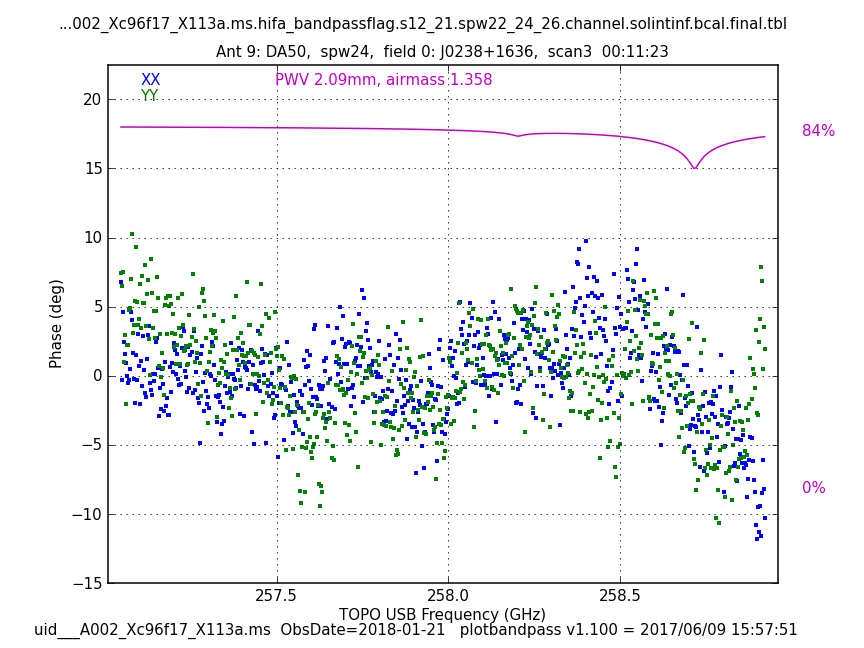 ...002_Xc96f17_X113a.ms.hifa_bandpassflag.s12_21.spw22_24_26.channel.solintinf.bcal.final.tbl
Ant 9: DA50,  spw24,  field 0: J0238+1636,  scan3  00:11:23
XX
PWV 2.09mm, airmass 1.358
YY
20
84%
15
10
5
Phase (deg)
0
−5
0%
−10
−15
257.5
258.0
258.5
TOPO USB Frequency (GHz)
uid___A002_Xc96f17_X113a.ms  ObsDate=2018-01-21   plotbandpass v1.100 = 2017/06/09 15:57:51